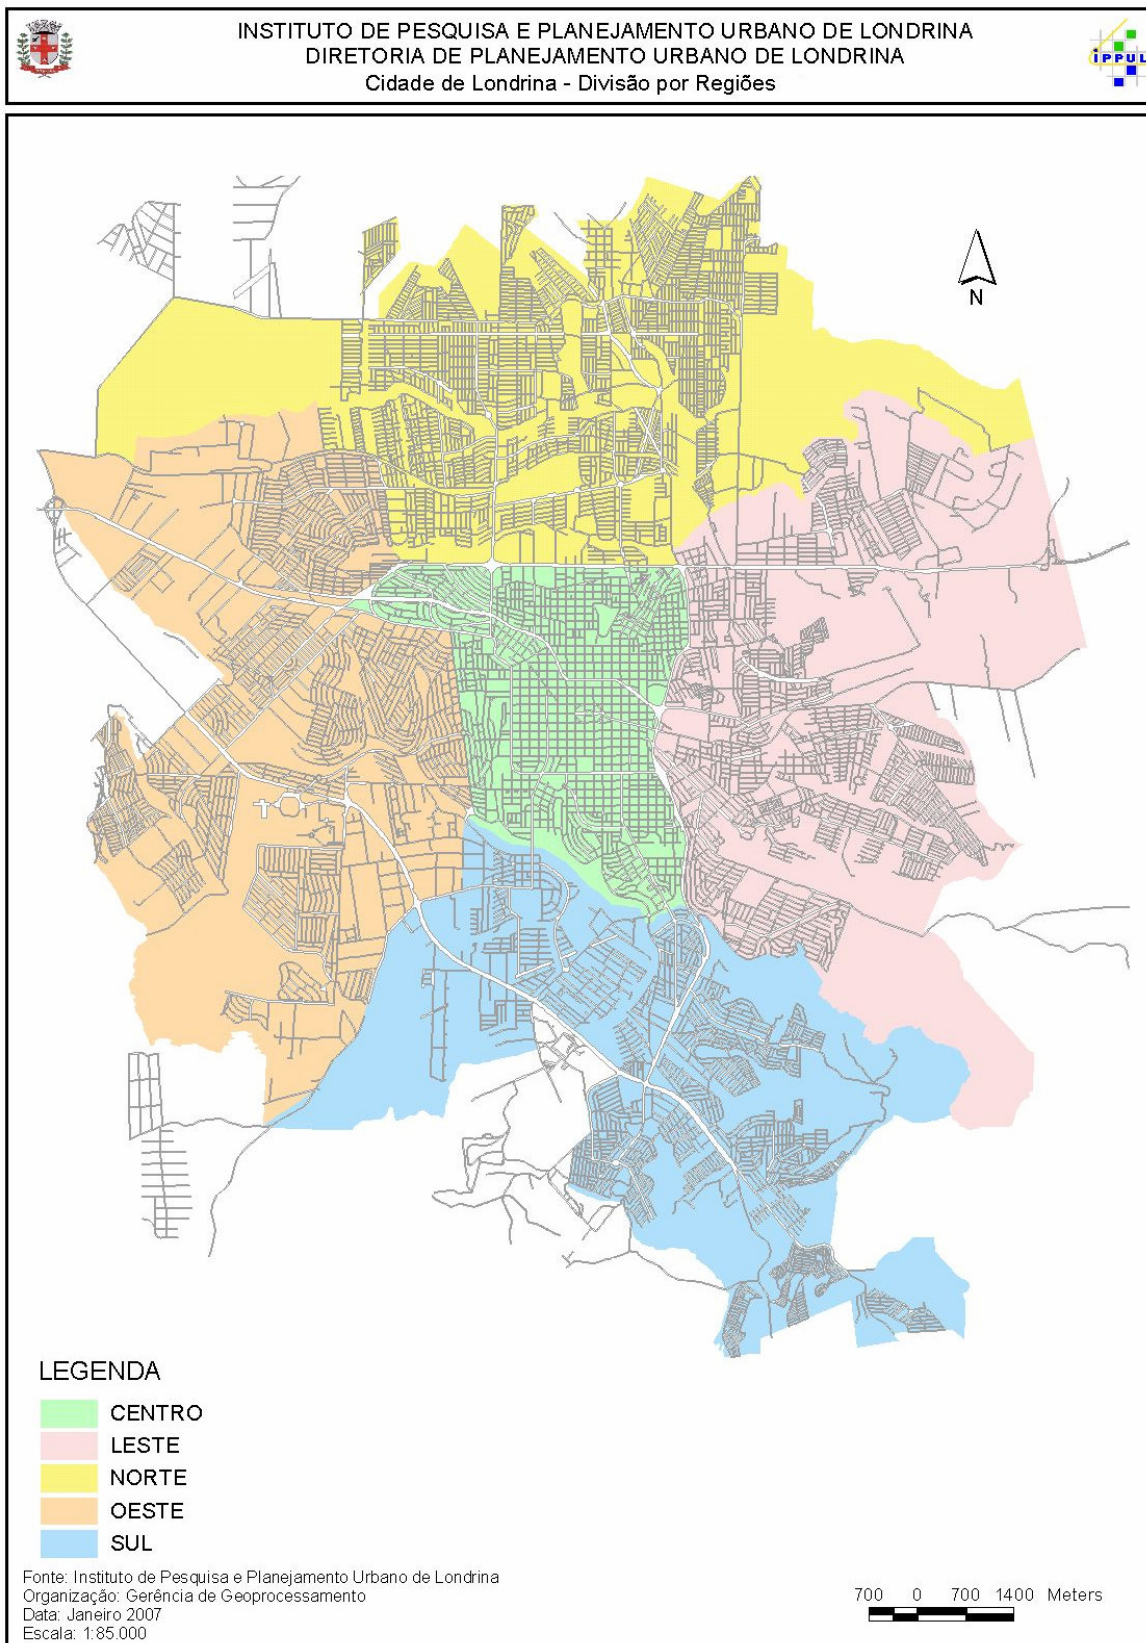 INSTITUTO DE PESQUISA E PLANEJAMENTO URBANO DE LONDRINA
DIRETORIA DE PLANEJAMENTO URBANO DE LONDRINA
Cidade de Londrina - Divisão por Regiões
IPPUL
N
LEGENDA
CENTRO
LESTE
NORTE
OESTE
SUL
Fonte: Instituto de Pesquisa e Planejamento Urbano de Londrina
Organização: Gerência de Geoprocessamento
Data: Janeiro 2007
Escala: 1:85.000
700 0 700 1400 Meters